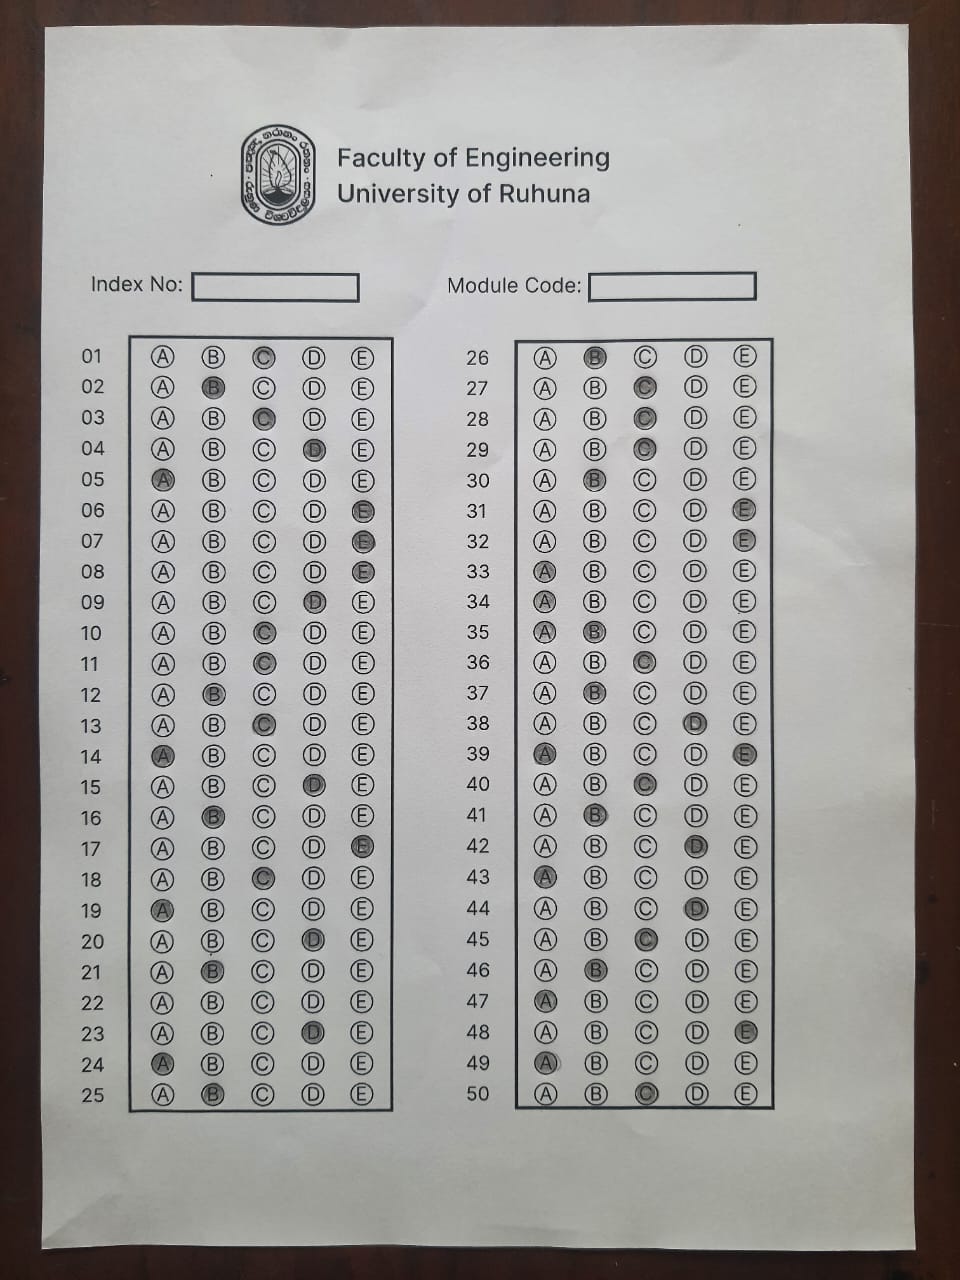 Faculty of Engineering
University of Ruhuna
Index No:
Module Code:
01 A B C D E
02 A B C D E
03 A B C D E
04 A B C D E
05 A B C D E
06 A B C D E
07 A B C D E
08 A B C D E
09 A B C D E
10 A B C D E
11 A B C D E
12 A B C D E
13 A B C D E
14 A B C D E
15 A B C D E
16 A B C D E
17 A B C D E
18 A B C D E
19 A B C D E
20 A B C D E
21 A B C D E
22 A B C D E
23 A B C D E
24 A B C D E
25 A B C D E
26 A B C D E
27 A B C D E
28 A B C D E
29 A B C D E
30 A B C D E
31 A B C D E
32 A B C D E
33 A B C D E
34 A B C D E
35 A B C D E
36 A B C D E
37 A B C D E
38 A B C D E
39 A B C D E
40 A B C D E
41 A B C D E
42 A B C D E
43 A B C D E
44 A B C D E
45 A B C D E
46 A B C D E
47 A B C D E
48 A B C D E
49 A B C D E
50 A B C D E